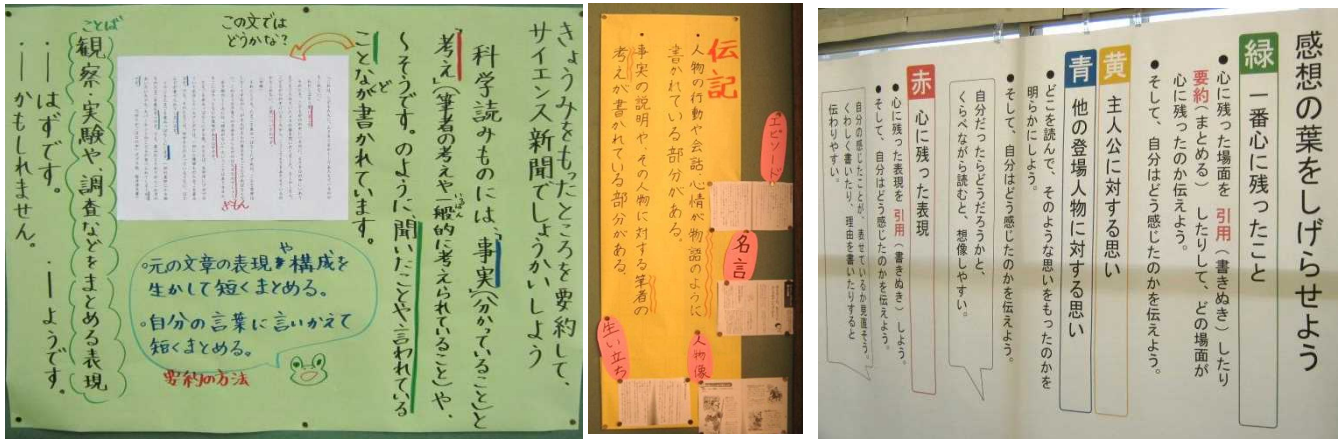 きょうみをもったところを要約して、
サイエンス新聞でしょうかいしよう
科学読みものには、「事実」(分かっていること)と
「考え」(筆者の考えや一般的に考えられていること)や、
〜そうです。のように、聞いたことや言われている
ことなどが書かれています。
この文では
どうかな?
ぎもん
・元の文章の表現や構成を
生かして短くまとめる。
・自分の言葉に言いかえて
短くまとめる。
要約の方法
ことば
観察・実験や、調査などをまとめる表現
・―はずです。 ・―ようです。
・―かもしれません。
伝記
・人物の行動や会話、心情が物語のように
書かれている部分がある。
・事実の説明や、その人物に対する筆者の
考えが書かれている部分がある。
エピソード
名言
人物像
生い立ち
感想の葉をしげらせよう
緑 一番心に残ったこと
●心に残った場面を 引用(書きぬき)したり
要約(まとめる)したりして、どの場面が
心に残ったのか伝えよう。
●そして、自分はどう感じたのかを伝えよう。
黄 主人公に対する思い
青 他の登場人物に対する思い
●どこを読んで、そのような思いをもったのかを
明らかにしよう。
●そして、自分はどう感じたのかを伝えよう。
自分だったらどうだろうかと、
くらべながら読むと、想像しやすい。
赤 心に残った表現
●心に残った表現を 引用(書きぬき)しよう。
●そして、自分はどう感じたのかを伝えよう。
自分の感じたことが、表せているか見直そう。
くわしく書いたり、理由を書いたりすると
伝わりやすい。